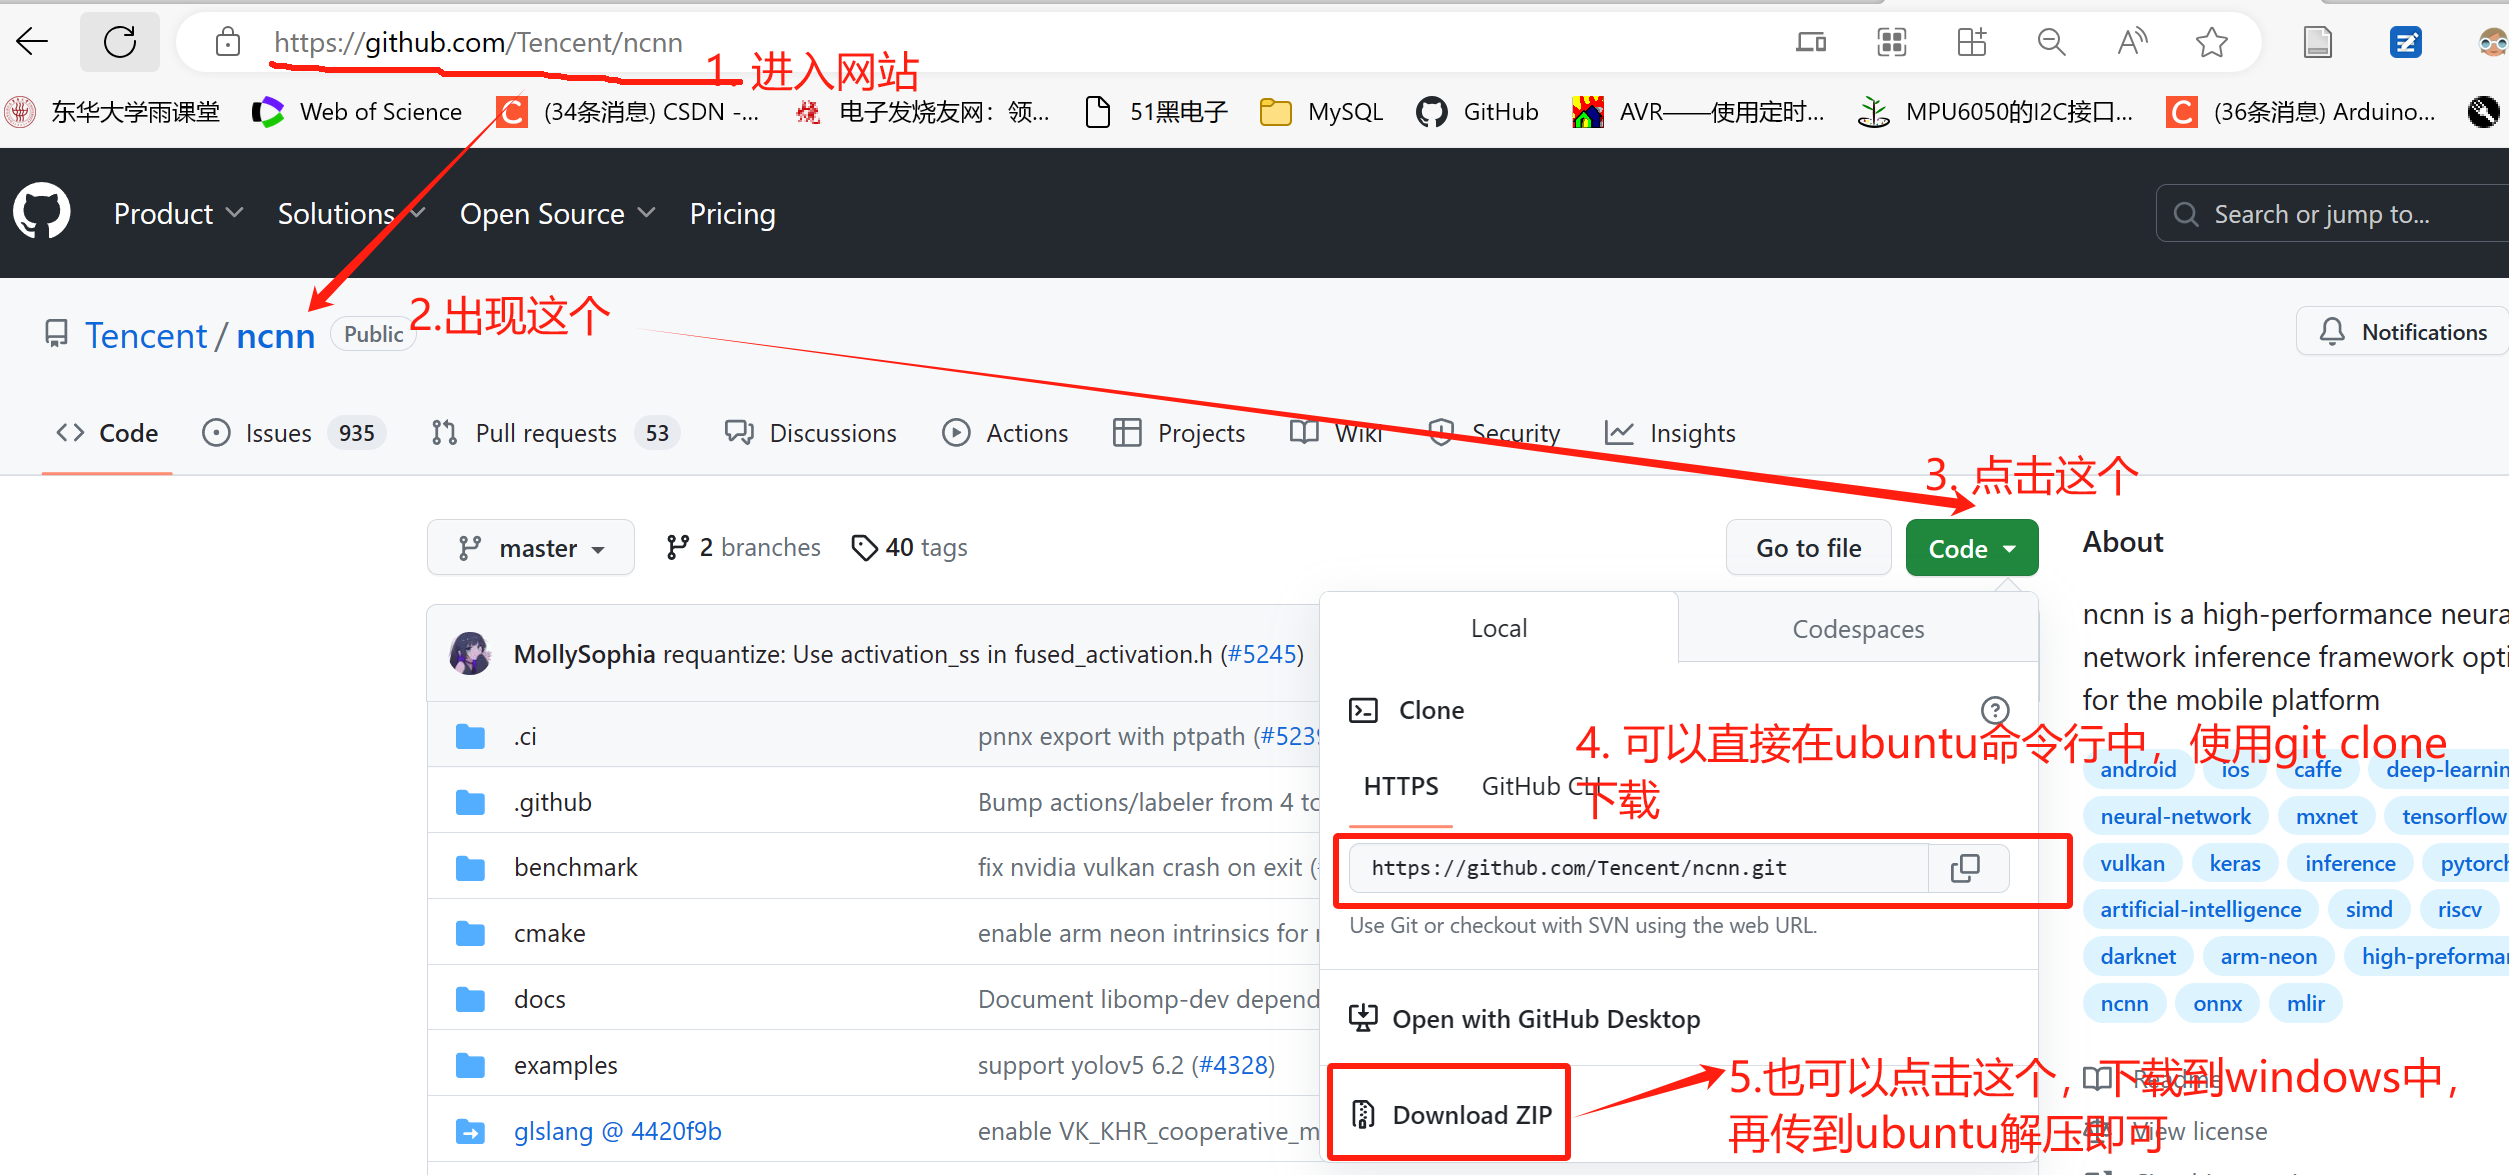 https://github.com/Tencent/ncnn
1. 进入网站
东华大学雨课堂 Web of Science (34条消息) CSDN -... 电子发烧友网：领... 51黑电子 MySQL GitHub AVR——使用定时... MPU6050的I2C接口... (36条消息) Arduino...
Product Solutions Open Source Pricing Search or jump to...
2.出现这个
Tencent / ncnn Public Notifications
Code Issues 935 Pull requests 53 Discussions Actions Projects Wiki Security Insights
3. 点击这个
master 2 branches 40 tags Go to file Code About
Local Codespaces
ncnn is a high-performance neura
network inference framework opti
for the mobile platform
MollySophia requantize: Use activation_ss in fused_activation.h (#5245)
Clone
.ci pnnx export with ptpath (#5239
4. 可以直接在ubuntu命令行中，使用git clone
下载
HTTPS GitHub CLI
android ios caffe deep-learnin
.github Bump actions/labeler from 4 to
neural-network mxnet tensorflow
benchmark fix nvidia vulkan crash on exit (
https://github.com/Tencent/ncnn.git
vulkan keras inference pytorch
Use Git or checkout with SVN using the web URL.
artificial-intelligence simd riscv
cmake enable arm neon intrinsics for
darknet arm-neon high-preforma
docs Document libomp-dev depend
Open with GitHub Desktop
ncnn onnx mlir
examples support yolov5 6.2 (#4328)
5.也可以点击这个，下载到windows中，
再传到ubuntu解压即可
Readme
Download ZIP
glslang @ 4420f9b enable VK_KHR_cooperative_m
View license